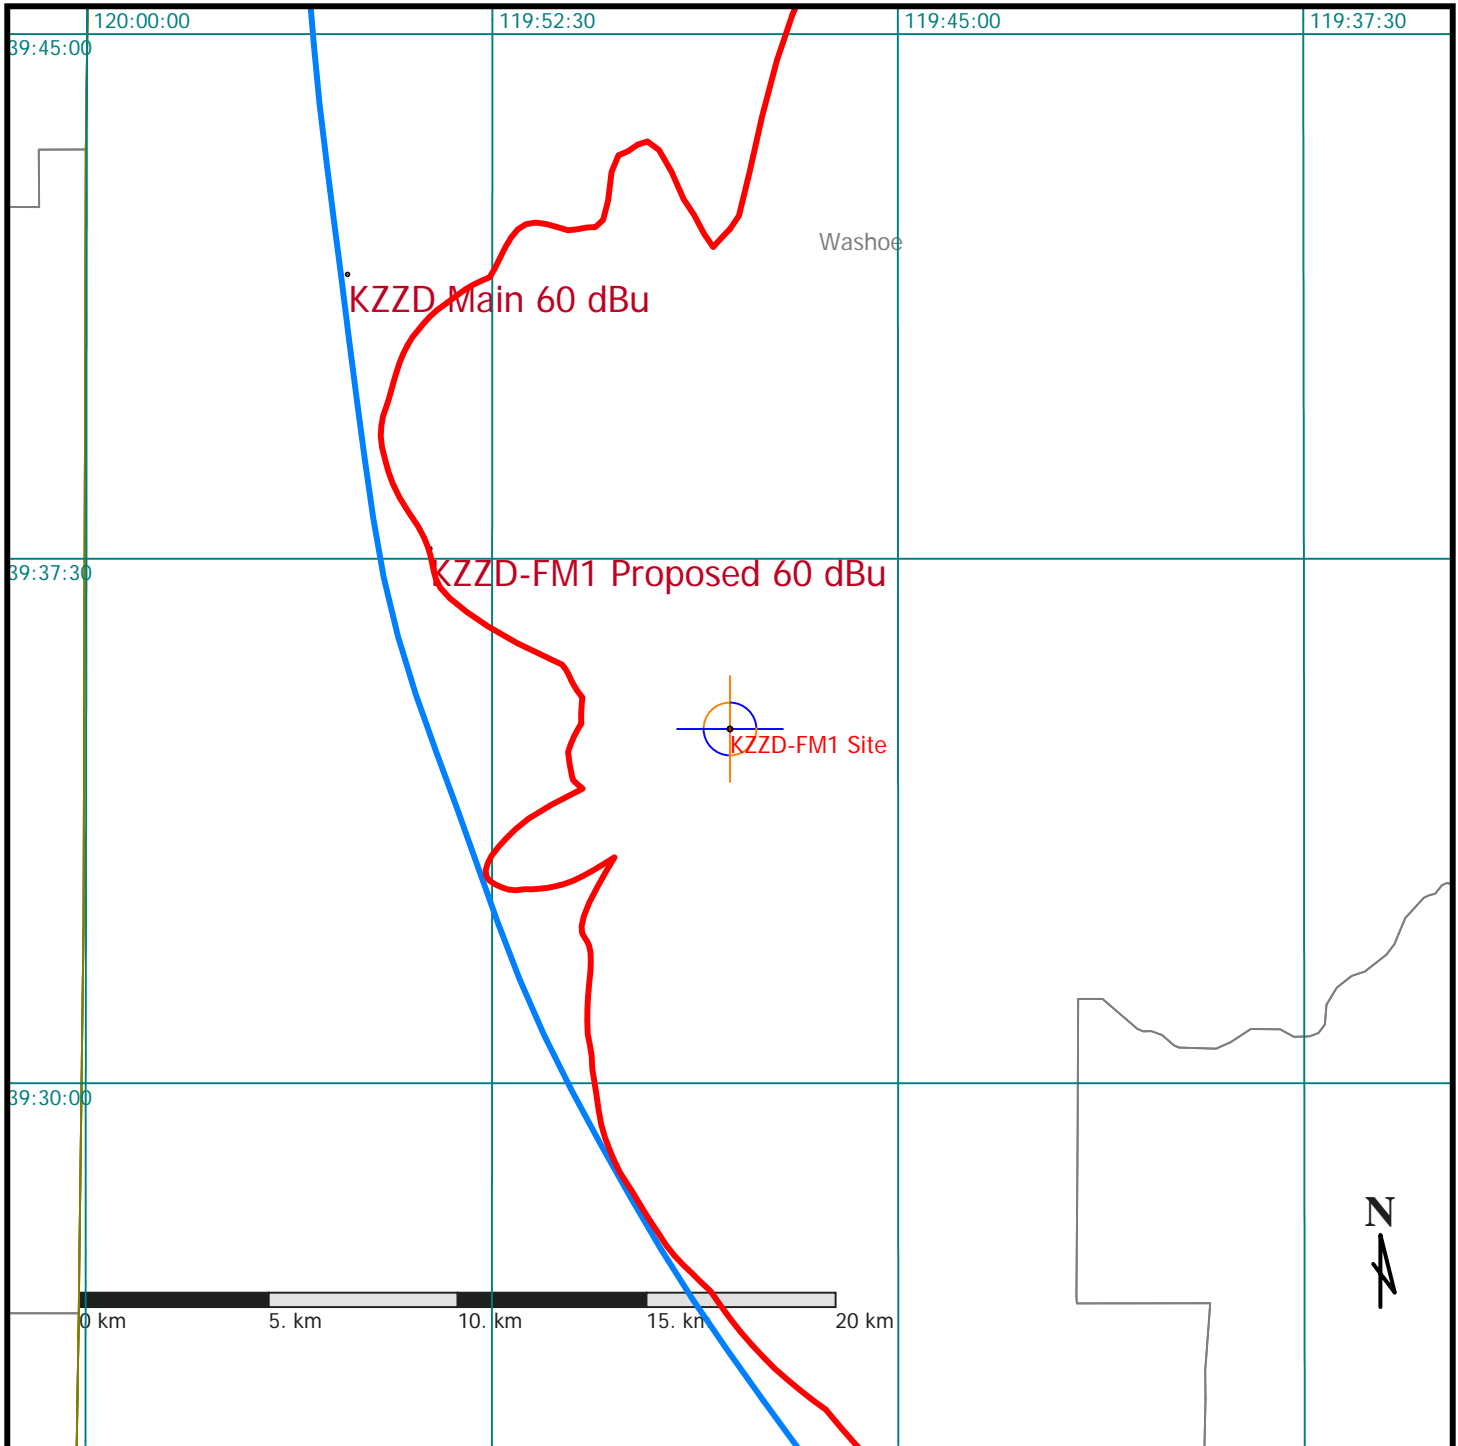 120:00:00
119:52:30
119:45:00
119:37:30
39:45:00
Washoe
KZZD Main 60 dBu
39:37:30
KZZD-FM1 Proposed 60 dBu
KZZD-FM1 Site
39:30:00
N
0 km
5. km
10. km
15. km
20 km